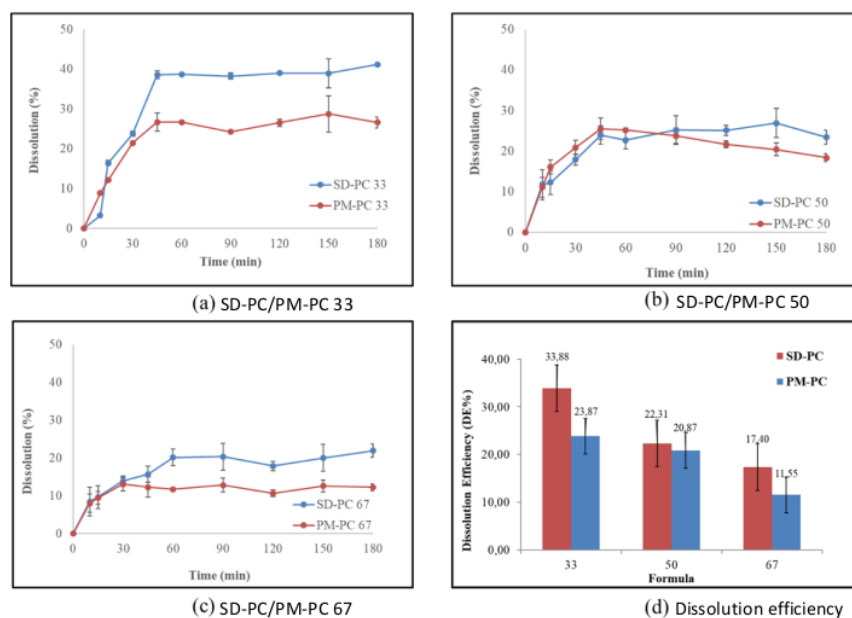 50
40
30
20
10
0
Dissolution (%)
SD-PC 33
PM-PC 33
0 30 60 90 120 150 180
Time (min)
(a) SD-PC/PM-PC 33
50
40
30
20
10
0
Dissolution (%)
SD-PC 50
PM-PC 50
0 30 60 90 120 150 180
Time (min)
(b) SD-PC/PM-PC 50
50
40
30
20
10
0
Dissolution (%)
SD-PC 67
PM-PC 67
0 30 60 90 120 150 180
Time (min)
(c) SD-PC/PM-PC 67
40,00
30,00
20,00
10,00
0,00
Dissolution Efficiency (DE%)
SD-PC
PM-PC
33,88
23,87
22,31
20,87
17,40
11,55
33 50 67
Formula
(d) Dissolution efficiency